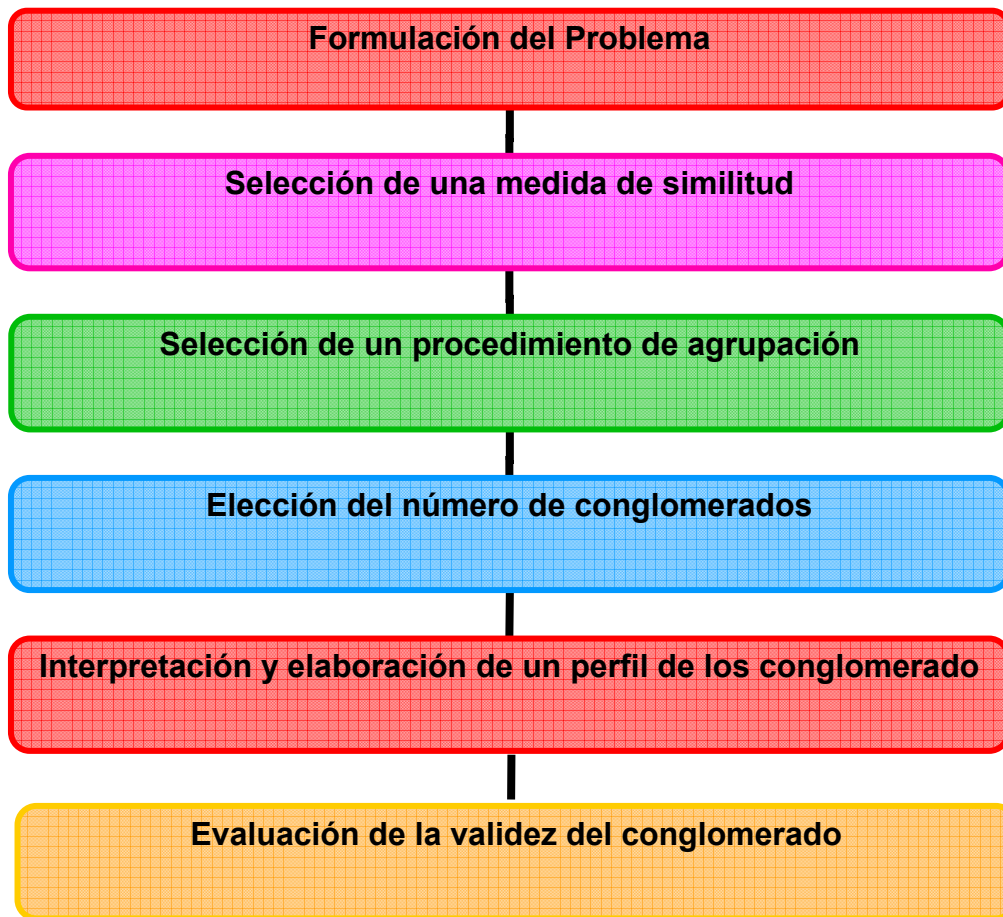 Formulación del Problema
Selección de una medida de similitud
Selección de un procedimiento de agrupación
Elección del número de conglomerados
Interpretación y elaboración de un perfil de los conglomerado
Evaluación de la validez del conglomerado